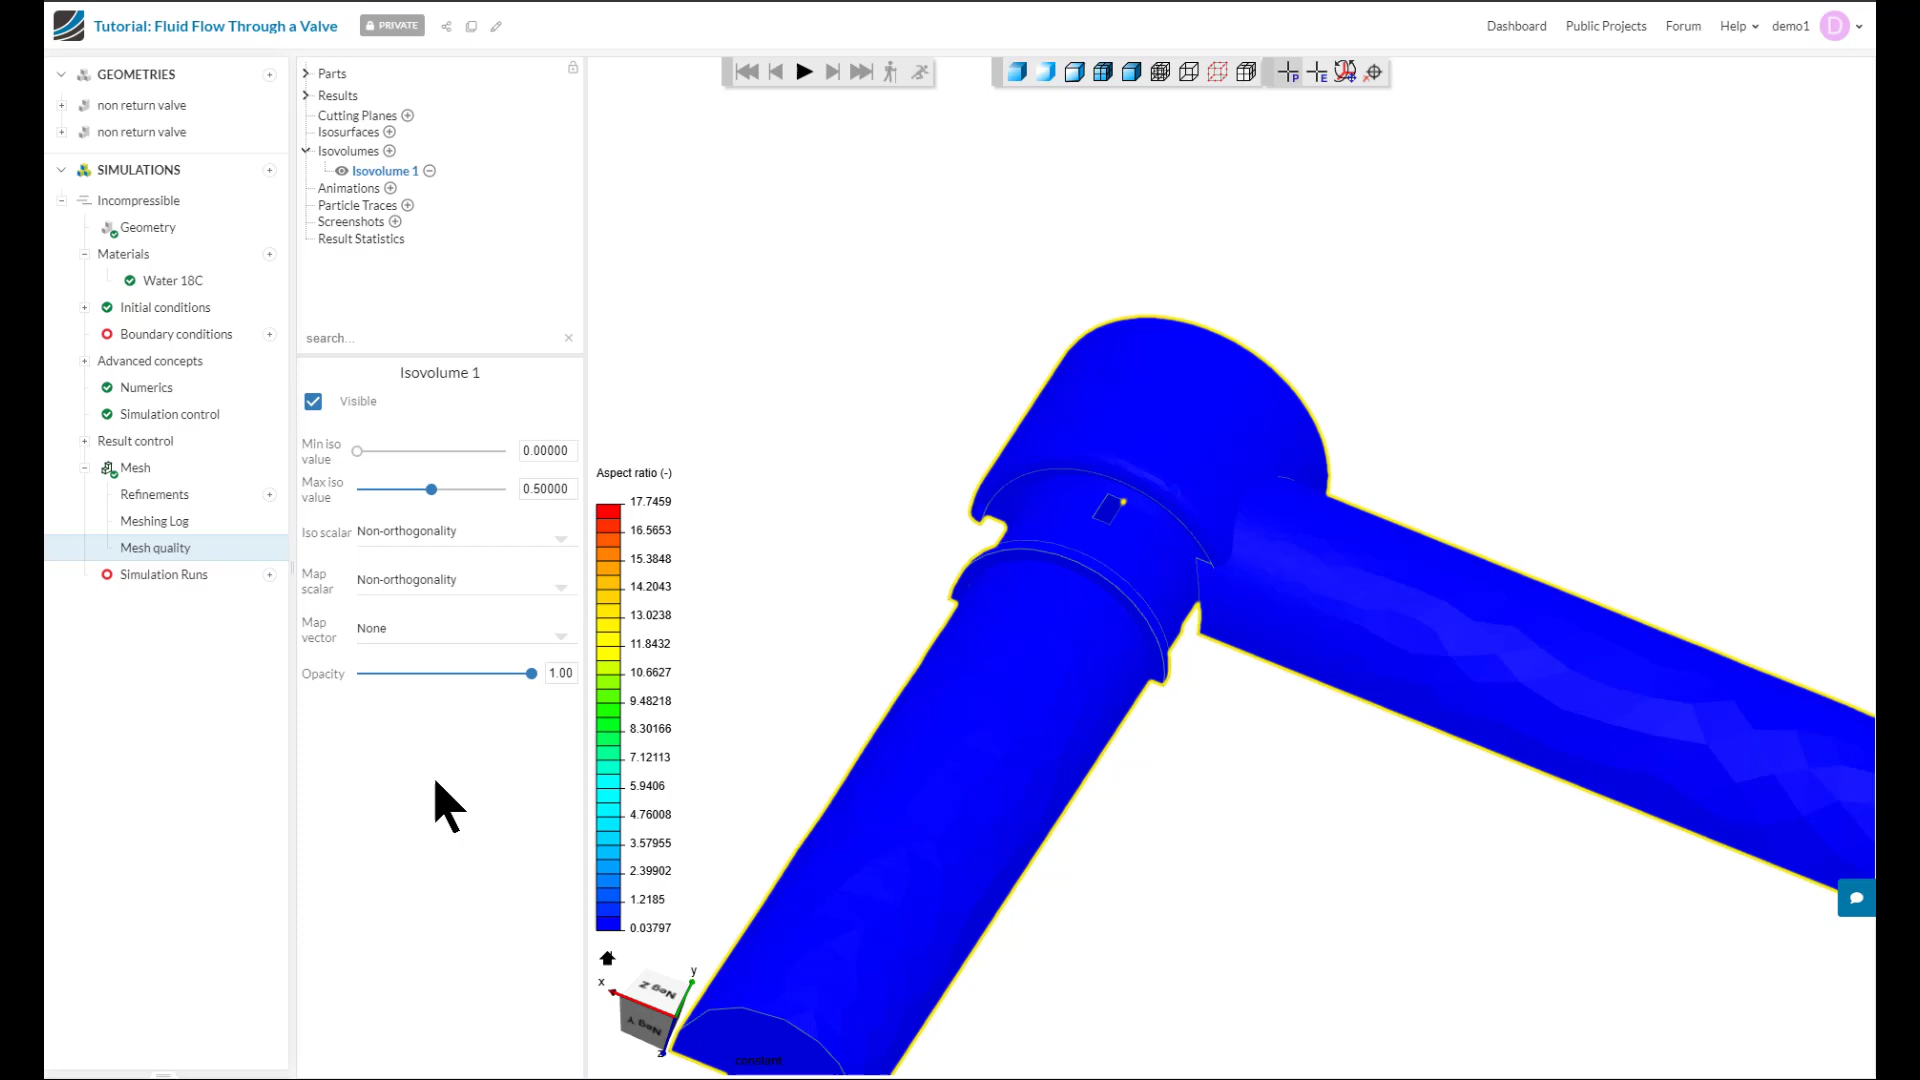 Tutorial: Fluid Flow Through a Valve
PRIVATE
Dashboard
Public Projects
Forum
Help
demo1
D
GEOMETRIES
non return valve
non return valve
SIMULATIONS
Incompressible
Geometry
Materials
Water 18C
Initial conditions
Boundary conditions
Advanced concepts
Numerics
Simulation control
Result control
Mesh
Refinements
Meshing Log
Mesh quality
Simulation Runs
Parts
Results
Cutting Planes
Isosurfaces
Isovolumes
Isovolume 1
Animations
Particle Traces
Screenshots
Result Statistics
search...
Isovolume 1
Visible
Min iso value 0.00000
Max iso value 0.50000
Iso scalar Non-orthogonality
Map scalar Non-orthogonality
Map vector None
Opacity 1.00
P
E
Aspect ratio (-)
17.7459
16.5653
15.3848
14.2043
13.0238
11.8432
10.6627
9.48218
8.30166
7.12113
5.9406
4.76008
3.57955
2.39902
1.2185
0.03797
x
y
z
Neg Z
Neg Y
constant